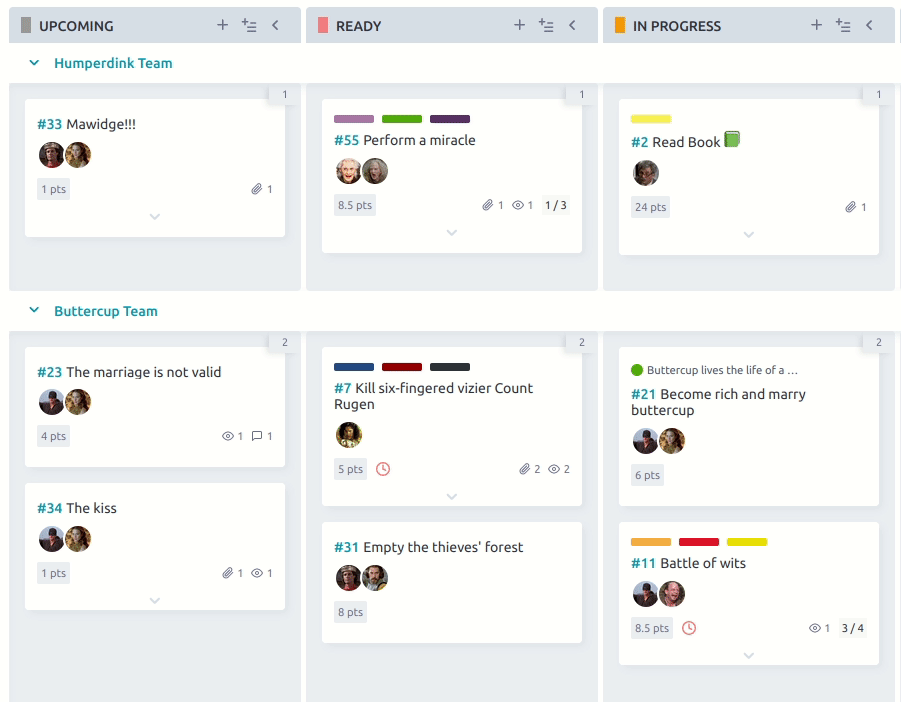 UPCOMING
READY
IN PROGRESS
Humperdink Team
1
#33 Mawidge!!!
1 pts
1
1
#55 Perform a miracle
8.5 pts
1
1
1 / 3
1
#2 Read Book
24 pts
1
Buttercup Team
2
#23 The marriage is not valid
4 pts
1
1
#34 The kiss
1 pts
1
1
2
#7 Kill six-fingered vizier Count
Rugen
5 pts
2
2
#31 Empty the thieves' forest
8 pts
2
Buttercup lives the life of a ...
#21 Become rich and marry
buttercup
6 pts
#11 Battle of wits
8.5 pts
1
3 / 4